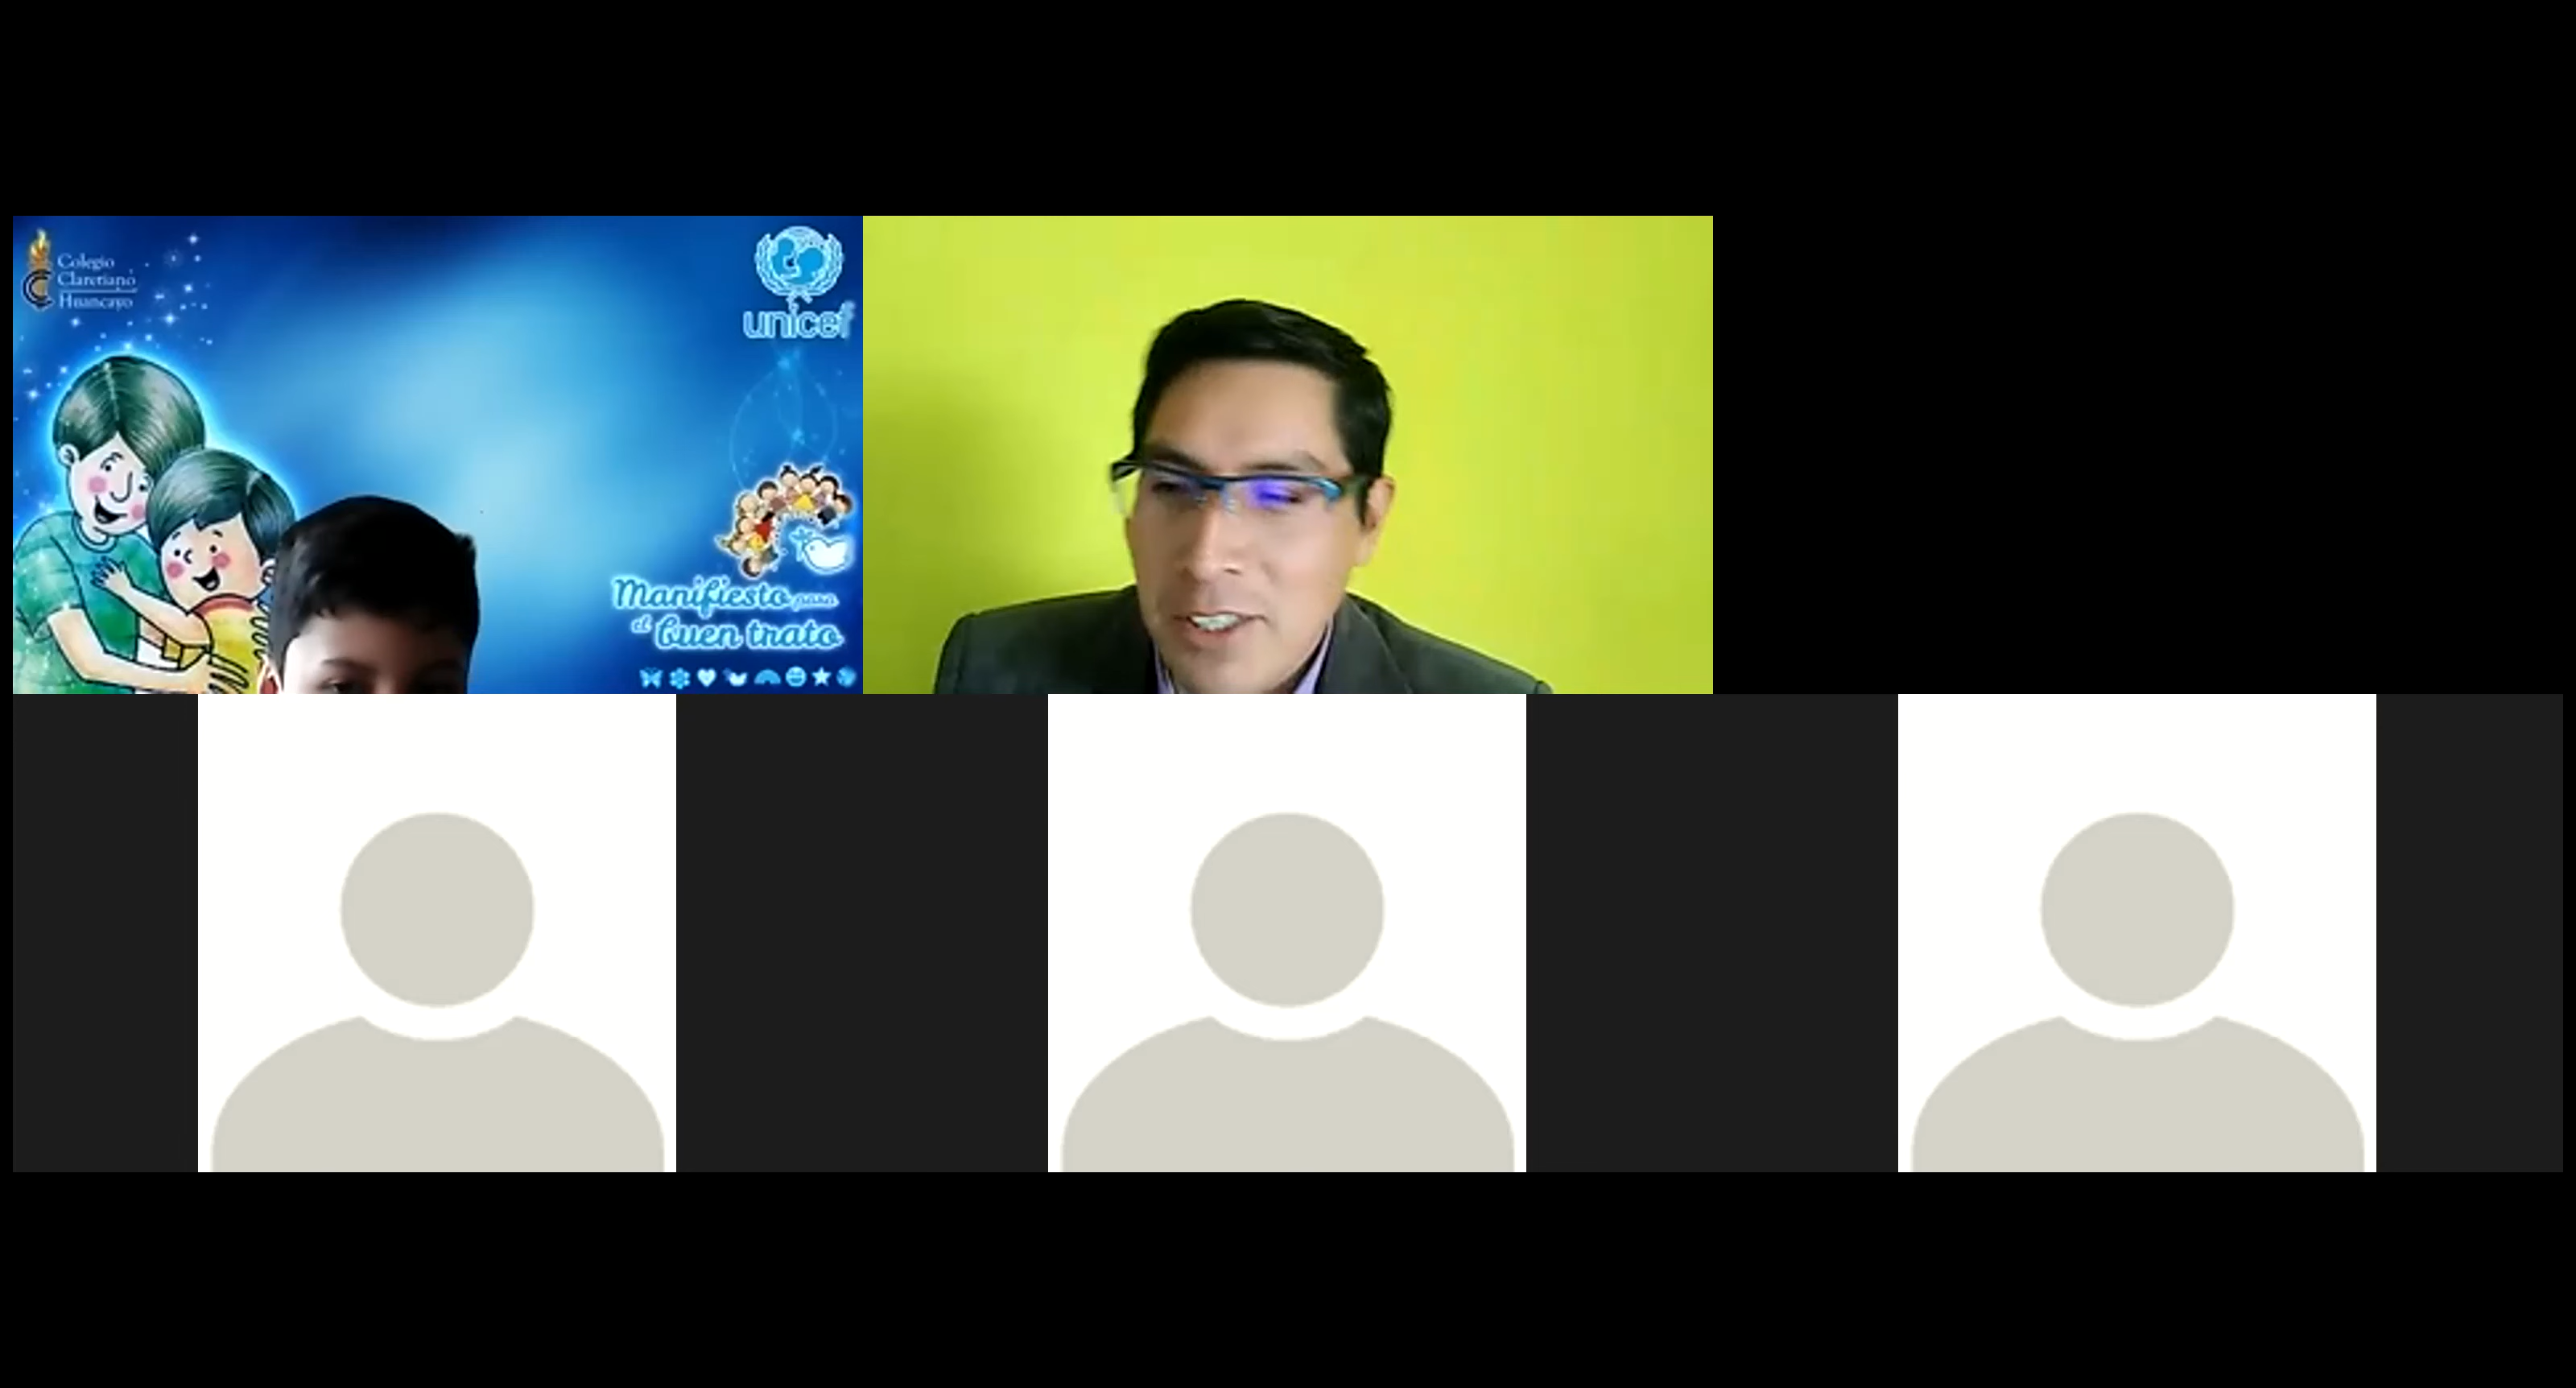 Colegio
Claretiano
Huancayo
unicef
Manifiesto para
el buen trato